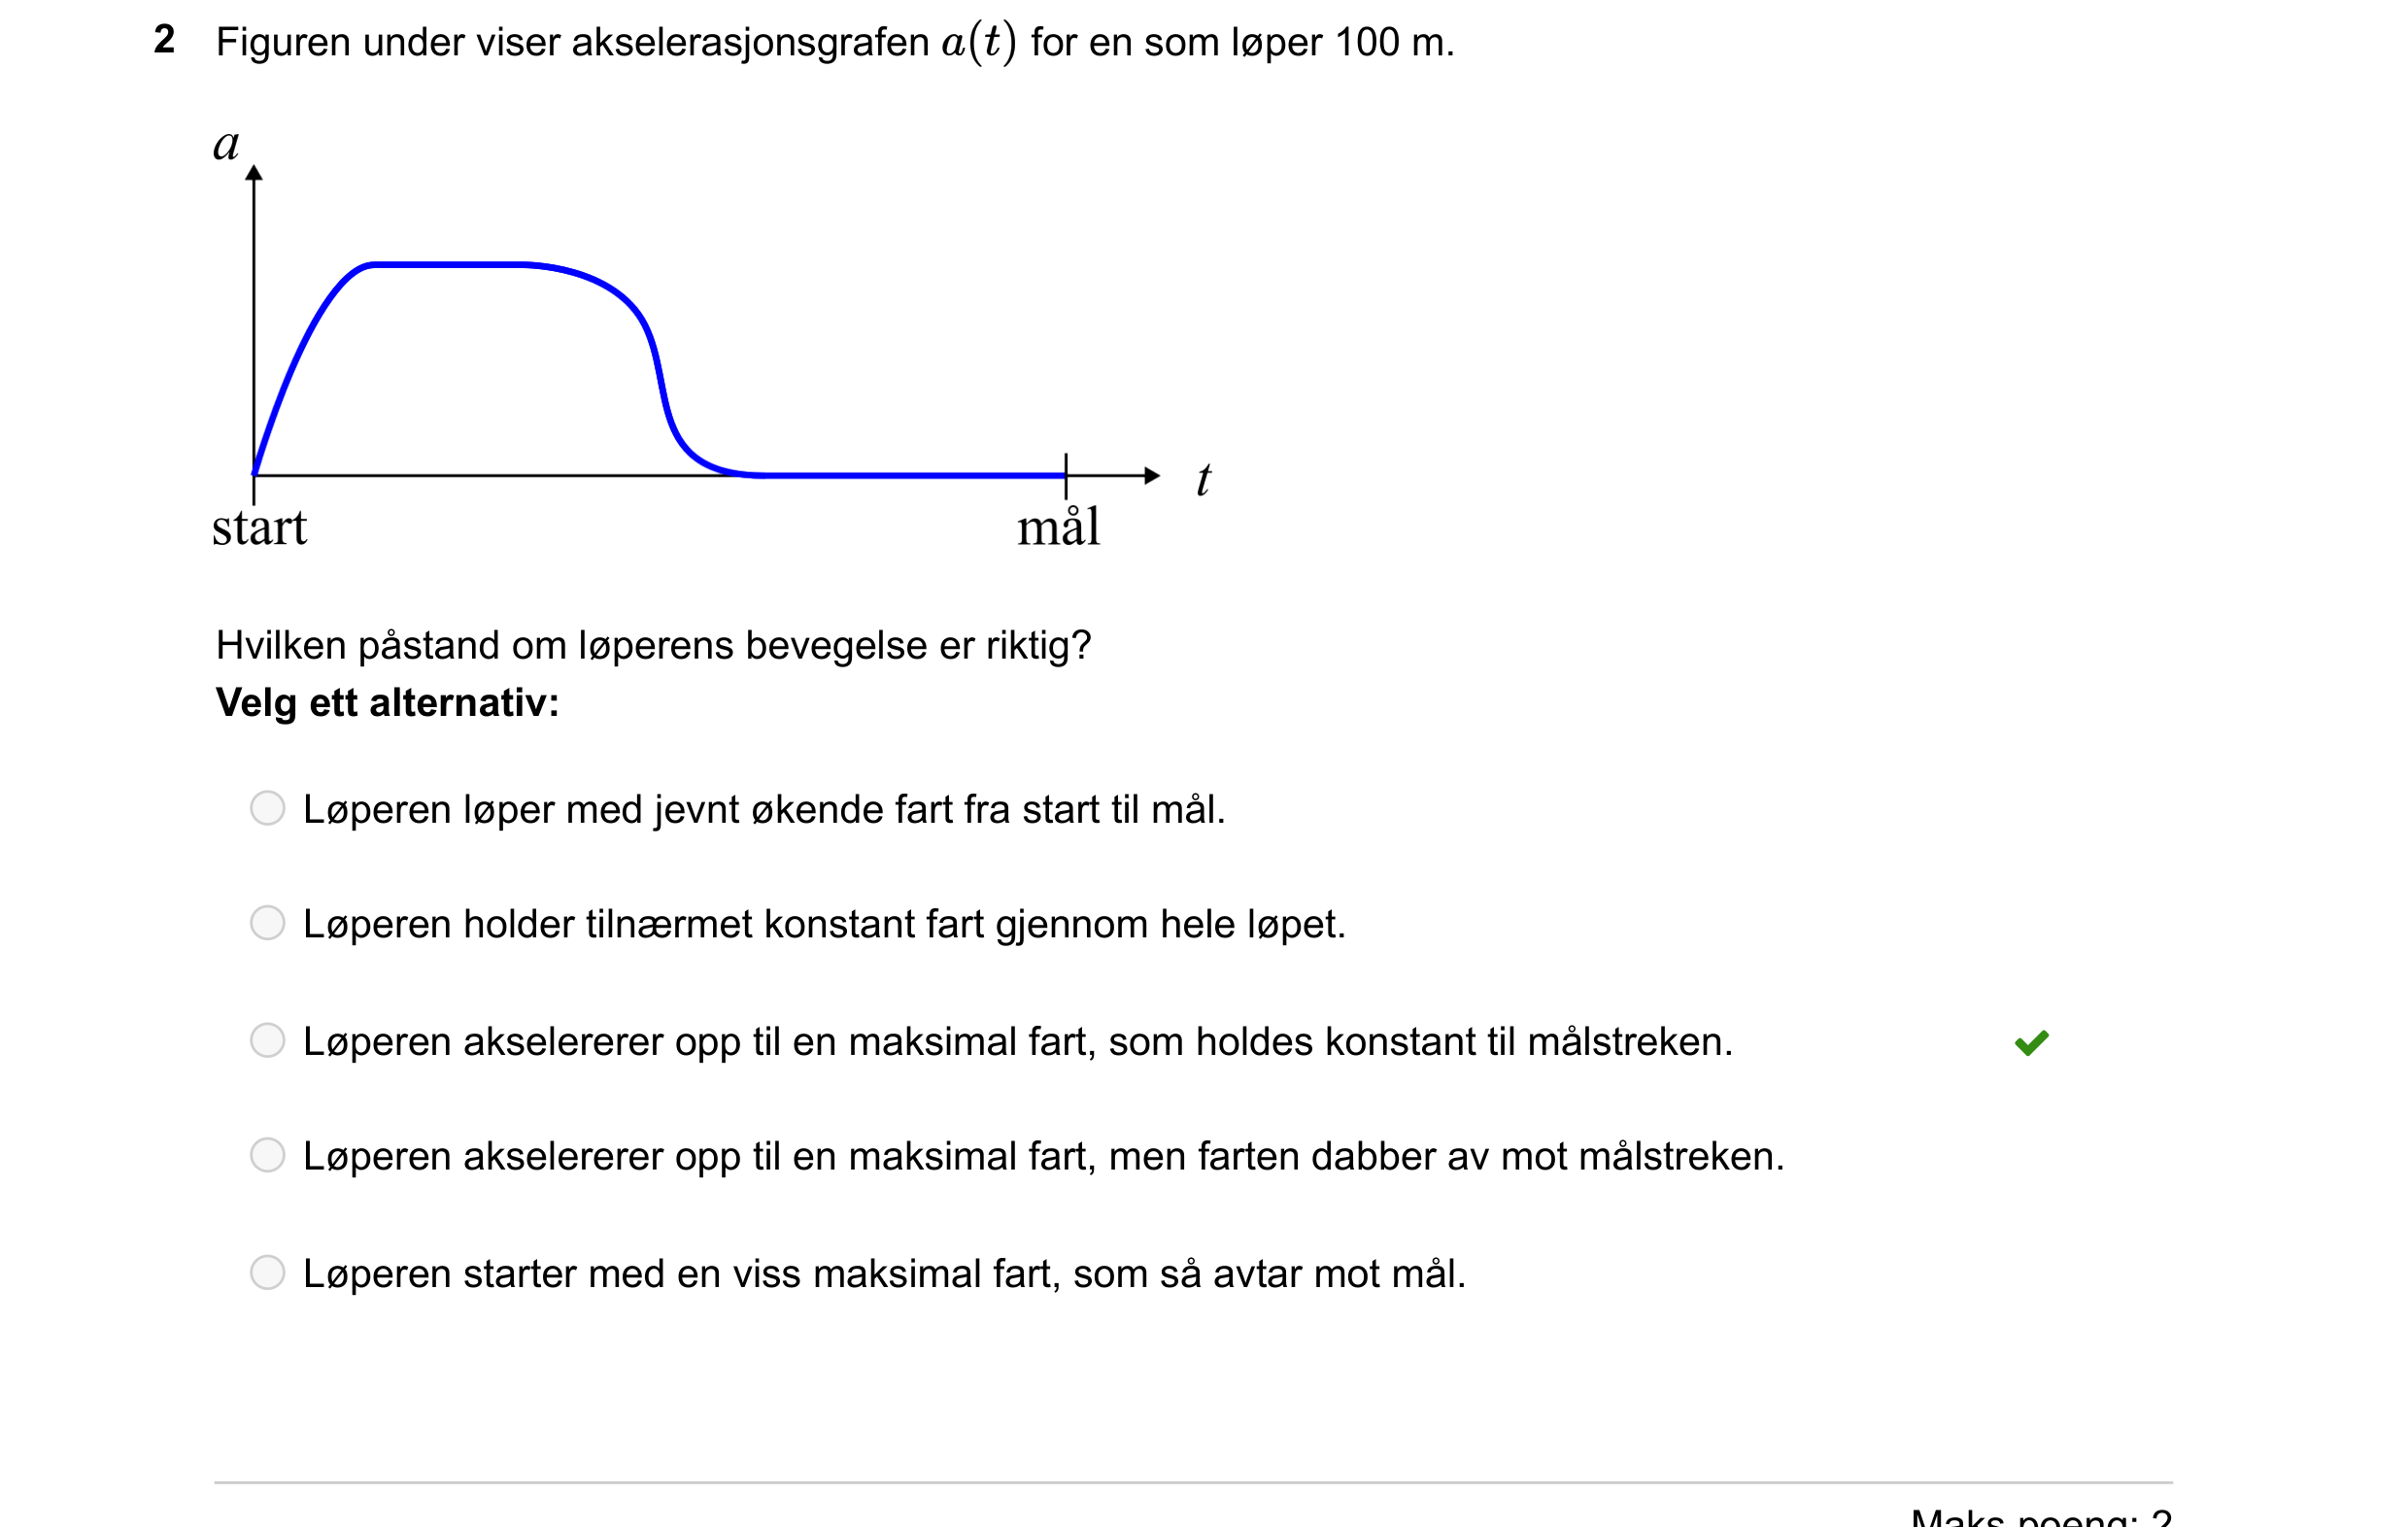 2 Figuren under viser akselerasjonsgrafen a(t) for en som løper 100 m.
a
t
start mål
Hvilken påstand om løperens bevegelse er riktig?
Velg ett alternativ:
Løperen løper med jevnt økende fart fra start til mål.
Løperen holder tilnærmet konstant fart gjennom hele løpet.
Løperen akselererer opp til en maksimal fart, som holdes konstant til målstreken.
Løperen akselererer opp til en maksimal fart, men farten dabber av mot målstreken.
Løperen starter med en viss maksimal fart, som så avtar mot mål.
Maks poeng: 2